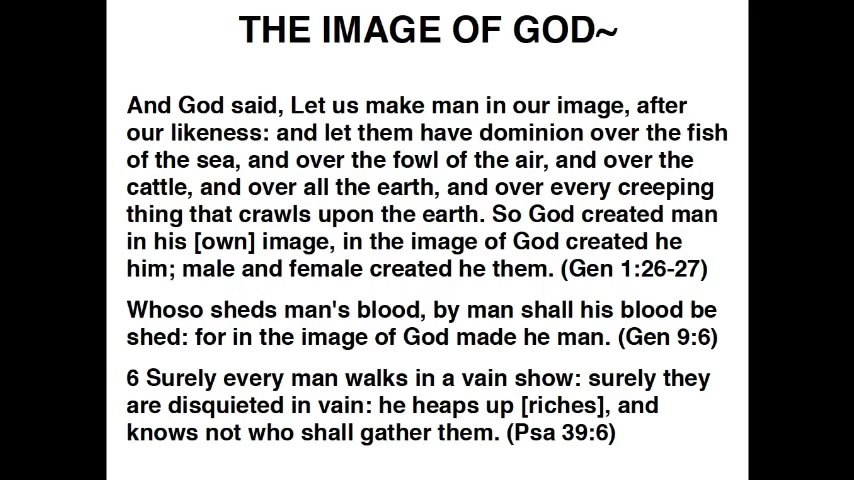 THE IMAGE OF GOD~
And God said, Let us make man in our image, after
our likeness: and let them have dominion over the fish
of the sea, and over the fowl of the air, and over the
cattle, and over all the earth, and over every creeping
thing that crawls upon the earth. So God created man
in his [own] image, in the image of God created he
him; male and female created he them. (Gen 1:26-27)
Whoso sheds man's blood, by man shall his blood be
shed: for in the image of God made he man. (Gen 9:6)
6 Surely every man walks in a vain show: surely they
are disquieted in vain: he heaps up [riches], and
knows not who shall gather them. (Psa 39:6)